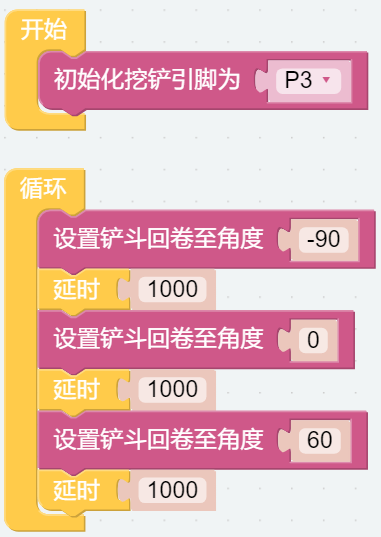 开始
初始化挖铲引脚为 P3
循环
设置铲斗回卷至角度 -90
延时 1000
设置铲斗回卷至角度 0
延时 1000
设置铲斗回卷至角度 60
延时 1000